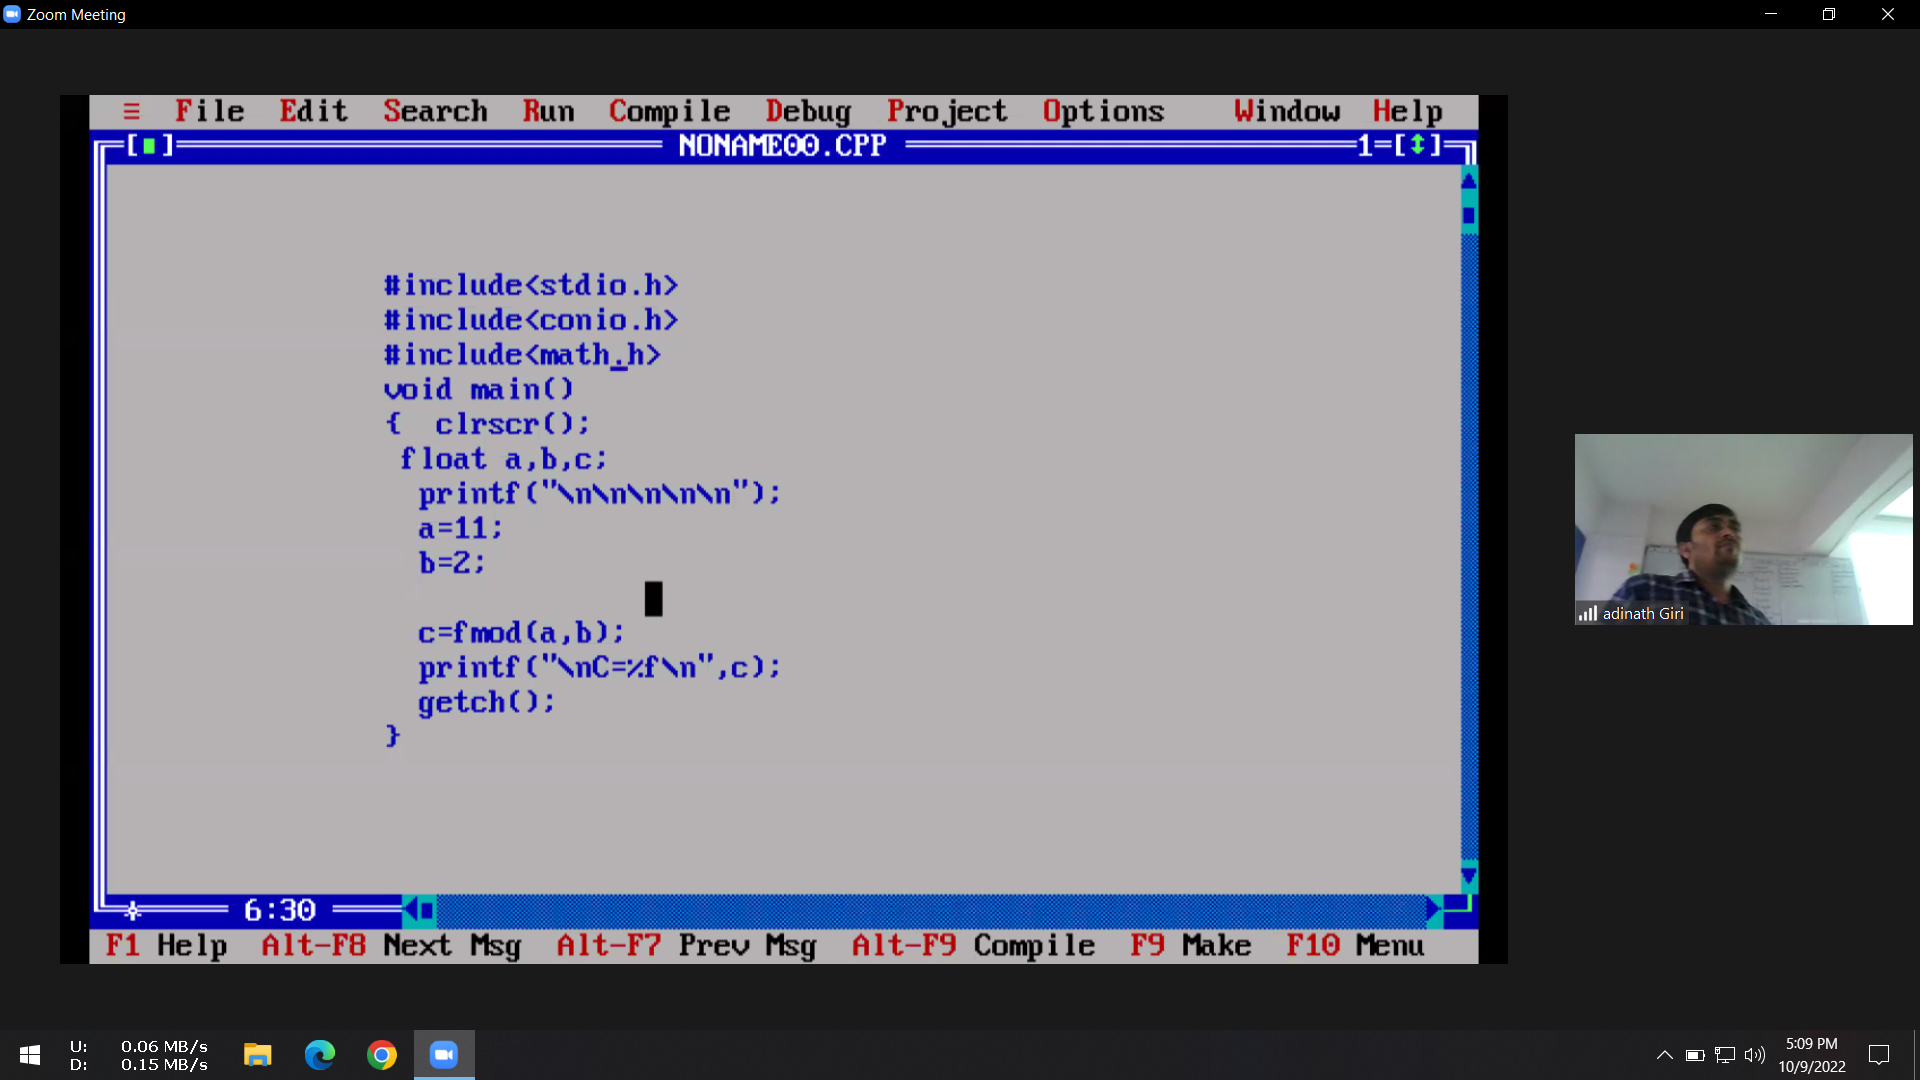 Zoom Meeting
≡ File Edit Search Run Compile Debug Project Options Window Help
[■] NONAME00.CPP 1=[↕]
#include<stdio.h>
#include<conio.h>
#include<math.h>
void main()
{  clrscr();
float a,b,c;
printf("\n\n\n\n\n");
a=11;
b=2;
c=fmod(a,b);
printf("\nC=%f\n",c);
getch();
}
adinath Giri
6:30
F1 Help Alt-F8 Next Msg Alt-F7 Prev Msg Alt-F9 Compile F9 Make F10 Menu
U: 0.06 MB/s
D: 0.15 MB/s
5:09 PM
10/9/2022